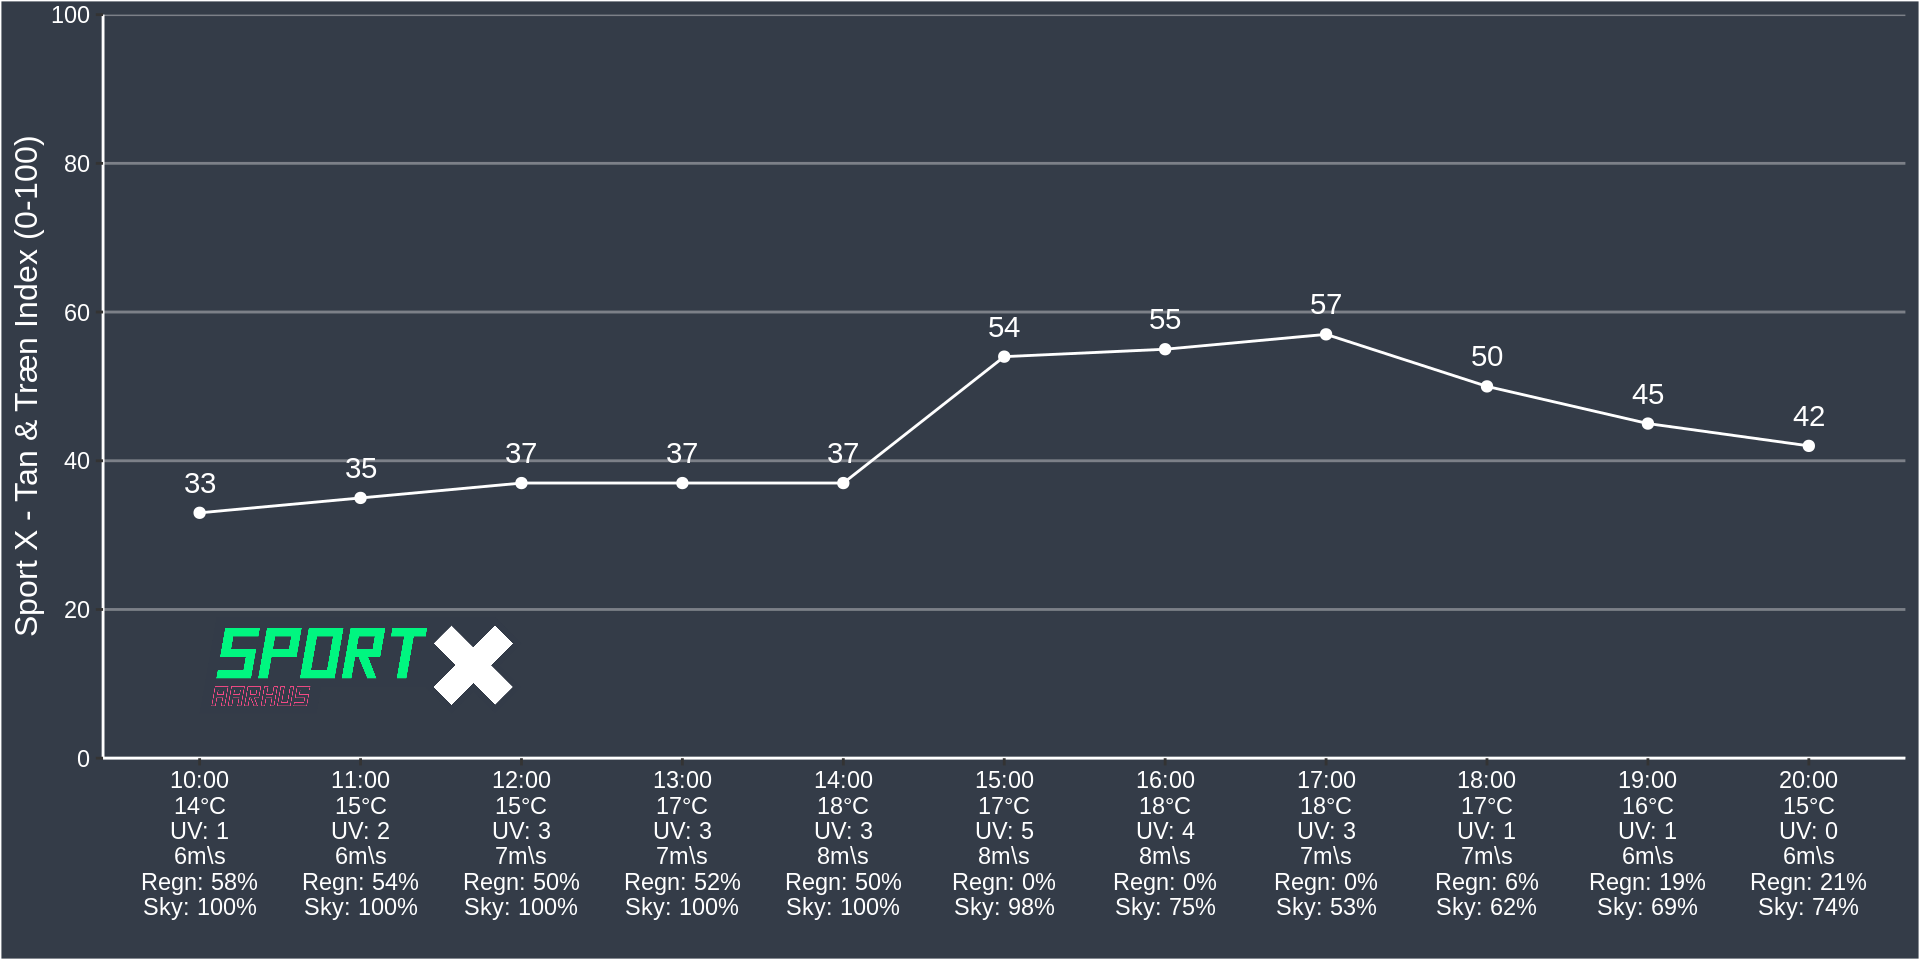 Sport X - Tan & Træn Index (0-100)
100
80
60
40
20
0
33
35
37
37
37
54
55
57
50
45
42
SPORT X
AARHUS
10:00
14°C
UV: 1
6m\s
Regn: 58%
Sky: 100%
11:00
15°C
UV: 2
6m\s
Regn: 54%
Sky: 100%
12:00
15°C
UV: 3
7m\s
Regn: 50%
Sky: 100%
13:00
17°C
UV: 3
7m\s
Regn: 52%
Sky: 100%
14:00
18°C
UV: 3
8m\s
Regn: 50%
Sky: 100%
15:00
17°C
UV: 5
8m\s
Regn: 0%
Sky: 98%
16:00
18°C
UV: 4
8m\s
Regn: 0%
Sky: 75%
17:00
18°C
UV: 3
7m\s
Regn: 0%
Sky: 53%
18:00
17°C
UV: 1
7m\s
Regn: 6%
Sky: 62%
19:00
16°C
UV: 1
6m\s
Regn: 19%
Sky: 69%
20:00
15°C
UV: 0
6m\s
Regn: 21%
Sky: 74%